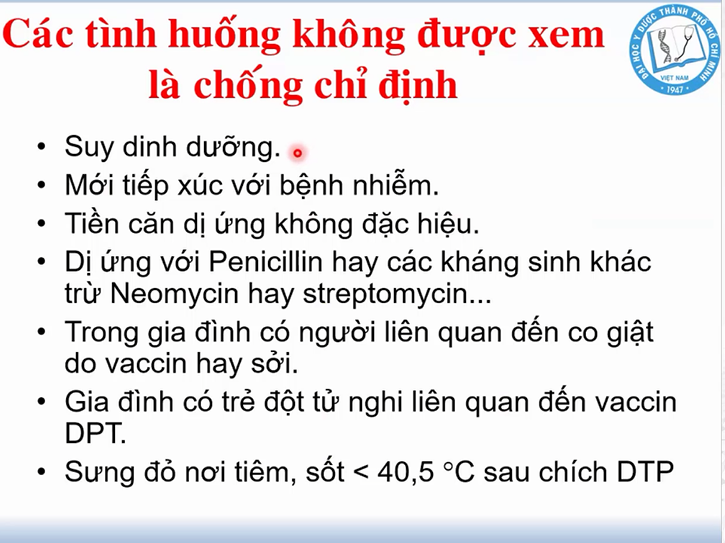 Các tình huống không được xem
là chống chỉ định
ĐẠI HỌC Y DƯỢC THÀNH PHỐ HỒ CHÍ MINH
VIỆT NAM
1947
• Suy dinh dưỡng.
• Mới tiếp xúc với bệnh nhiễm.
• Tiền căn dị ứng không đặc hiệu.
• Dị ứng với Penicillin hay các kháng sinh khác
trừ Neomycin hay streptomycin...
• Trong gia đình có người liên quan đến co giật
do vaccin hay sởi.
• Gia đình có trẻ đột tử nghi liên quan đến vaccin
DPT.
• Sưng đỏ nơi tiêm, sốt < 40,5 °C sau chích DTP